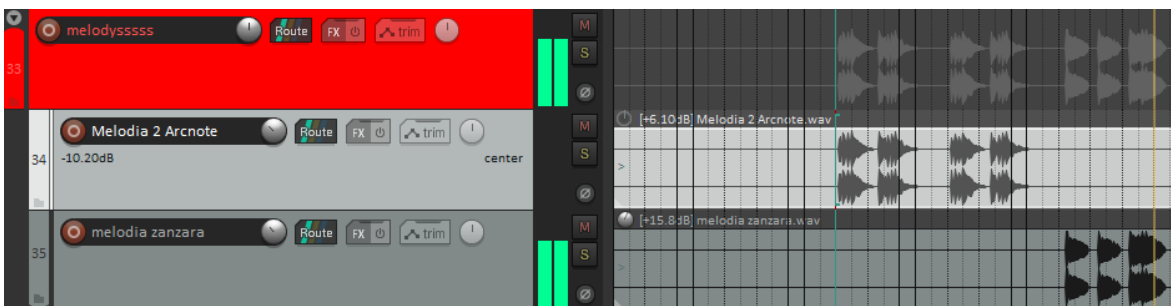 melodysssss Route FX trim M
S
33
[+6.10dB] Melodia 2 Arcnote.wav
Melodia 2 Arcnote Route FX trim M
34 -10.20dB center S
[+15.8dB] melodia zanzara.wav
melodia zanzara Route FX trim M
35 S